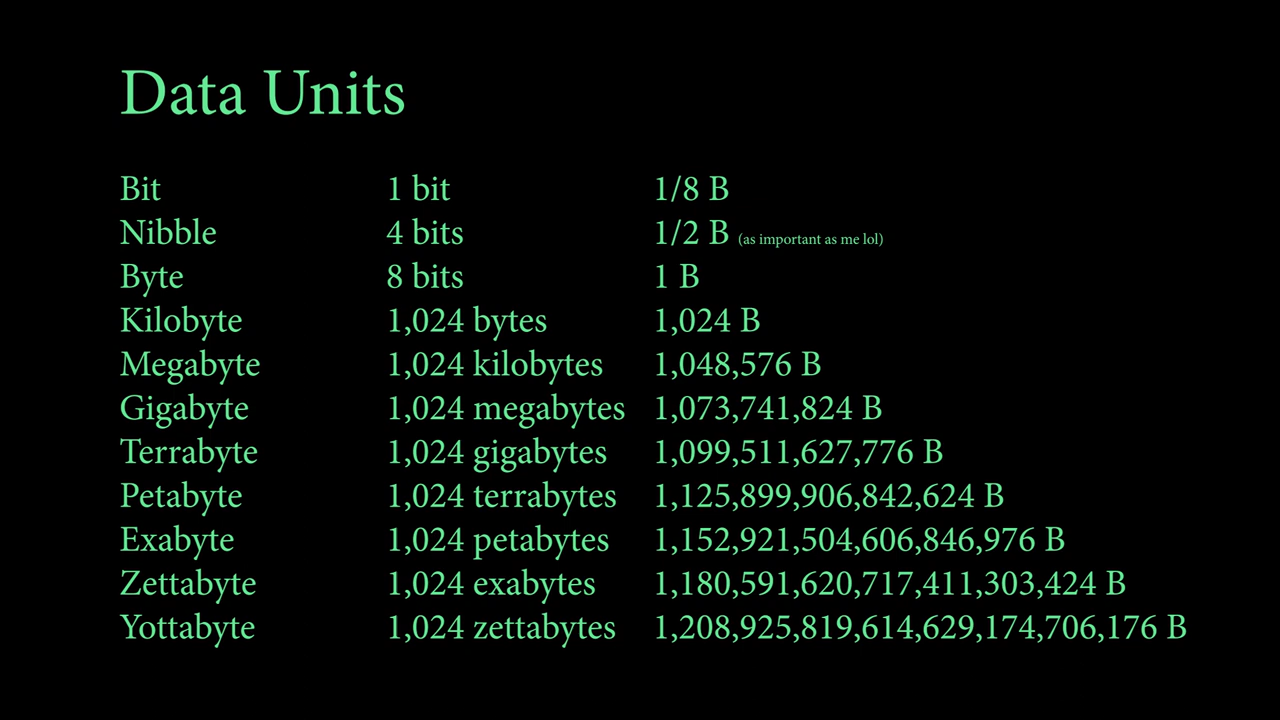 Data Units
Bit 1 bit 1/8 B
Nibble 4 bits 1/2 B (as important as me lol)
Byte 8 bits 1 B
Kilobyte 1,024 bytes 1,024 B
Megabyte 1,024 kilobytes 1,048,576 B
Gigabyte 1,024 megabytes 1,073,741,824 B
Terrabyte 1,024 gigabytes 1,099,511,627,776 B
Petabyte 1,024 terrabytes 1,125,899,906,842,624 B
Exabyte 1,024 petabytes 1,152,921,504,606,846,976 B
Zettabyte 1,024 exabytes 1,180,591,620,717,411,303,424 B
Yottabyte 1,024 zettabytes 1,208,925,819,614,629,174,706,176 B